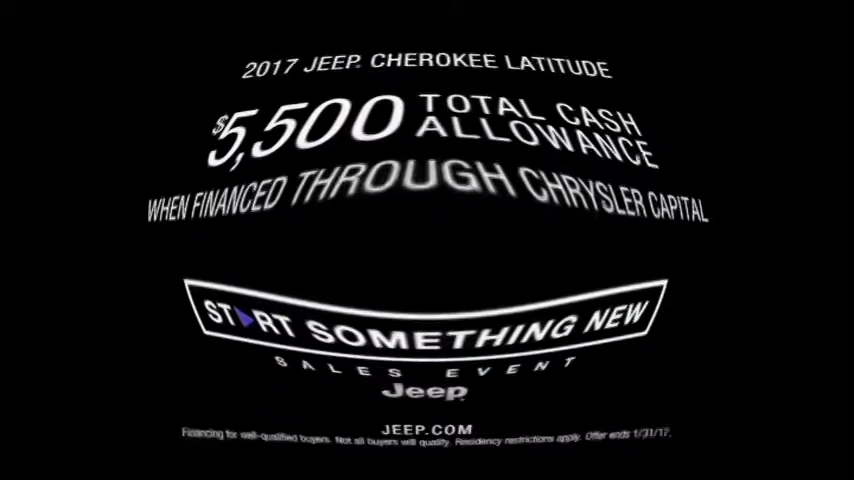 2017 JEEP CHEROKEE LATITUDE
$5,500 TOTAL CASH ALLOWANCE
WHEN FINANCED THROUGH CHRYSLER CAPITAL
START SOMETHING NEW
SALES EVENT
Jeep
JEEP.COM
Financing for well-qualified buyers. Not all buyers will qualify. Residency restrictions apply. Offer ends 1/31/17.